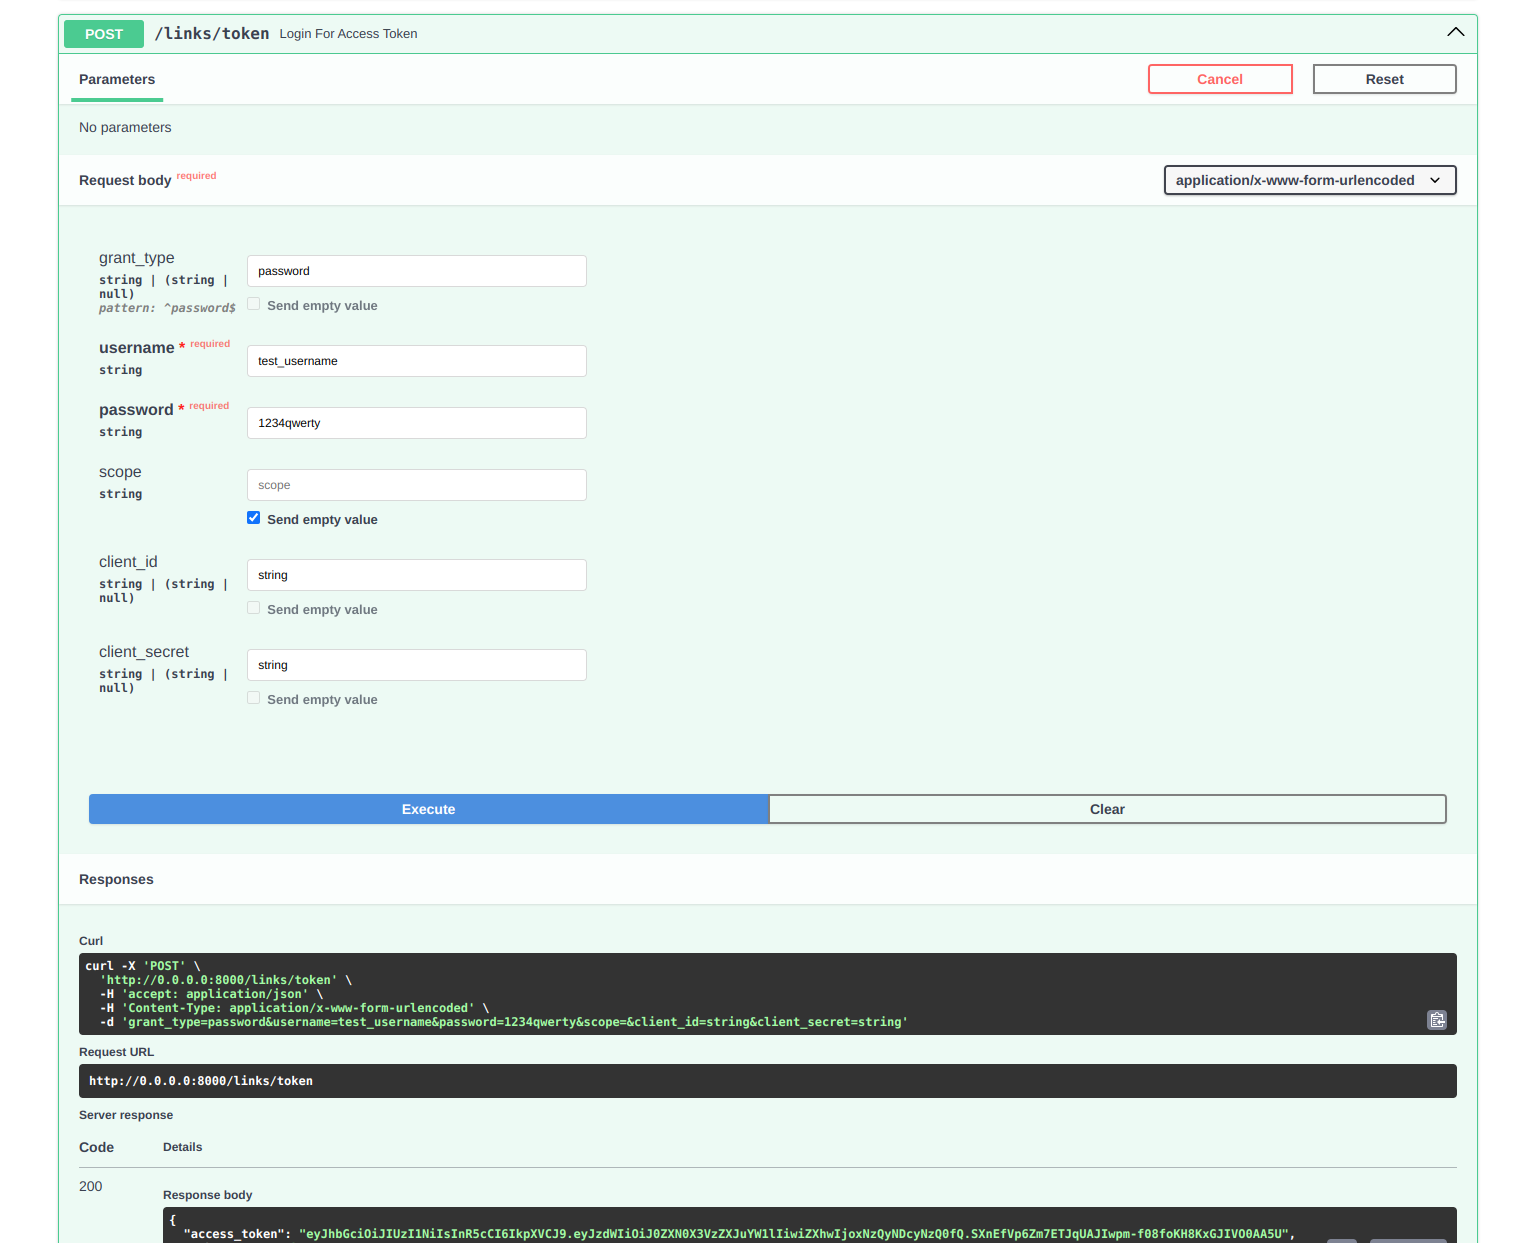 POST /links/token Login For Access Token
Parameters Cancel Reset
No parameters
Request body required application/x-www-form-urlencoded
grant_type
string | (string |
null)
pattern: ^password$
password
Send empty value
username * required
string
test_username
password * required
string
1234qwerty
scope
string
scope
Send empty value
client_id
string | (string |
null)
string
Send empty value
client_secret
string | (string |
null)
string
Send empty value
Execute Clear
Responses
Curl
curl -X 'POST' \
'http://0.0.0.0:8000/links/token' \
-H 'accept: application/json' \
-H 'Content-Type: application/x-www-form-urlencoded' \
-d 'grant_type=password&username=test_username&password=1234qwerty&scope=&client_id=string&client_secret=string'
Request URL
http://0.0.0.0:8000/links/token
Server response
Code Details
200
Response body
{
"access_token": "eyJhbGciOiJIUzI1NiIsInR5cCI6IkpXVCJ9.eyJzdWIiOiJ0ZXN0X3VzZXJuYW1lIiwiZXhwIjoxNzQyNDcyNzQ0fQ.SXnEfVp6Zm7ETJqUAJIwpm-f08foKH8KxGJIVO0AA5U",